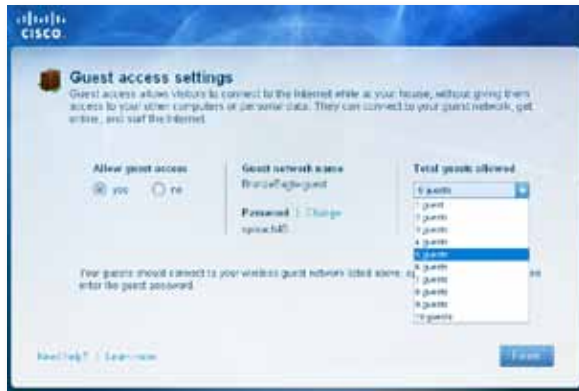 CISCO
Guest access settings
Guest access allows visitors to connect to the Internet while at your house, without giving them
access to your other computers or personal data. They can connect to your guest network, get
online, and surf the Internet.
Allow guest access
yes
no
Guest network name
BronzeEagle-guest
Password | Change
Total guests allowed
5 guests
1 guest
2 guests
3 guests
4 guests
5 guests
6 guests
7 guests
8 guests
9 guests
10 guests
Your guests should connect to your wireless guest network listed above,
enter the guest password.
Need help? | Learn more